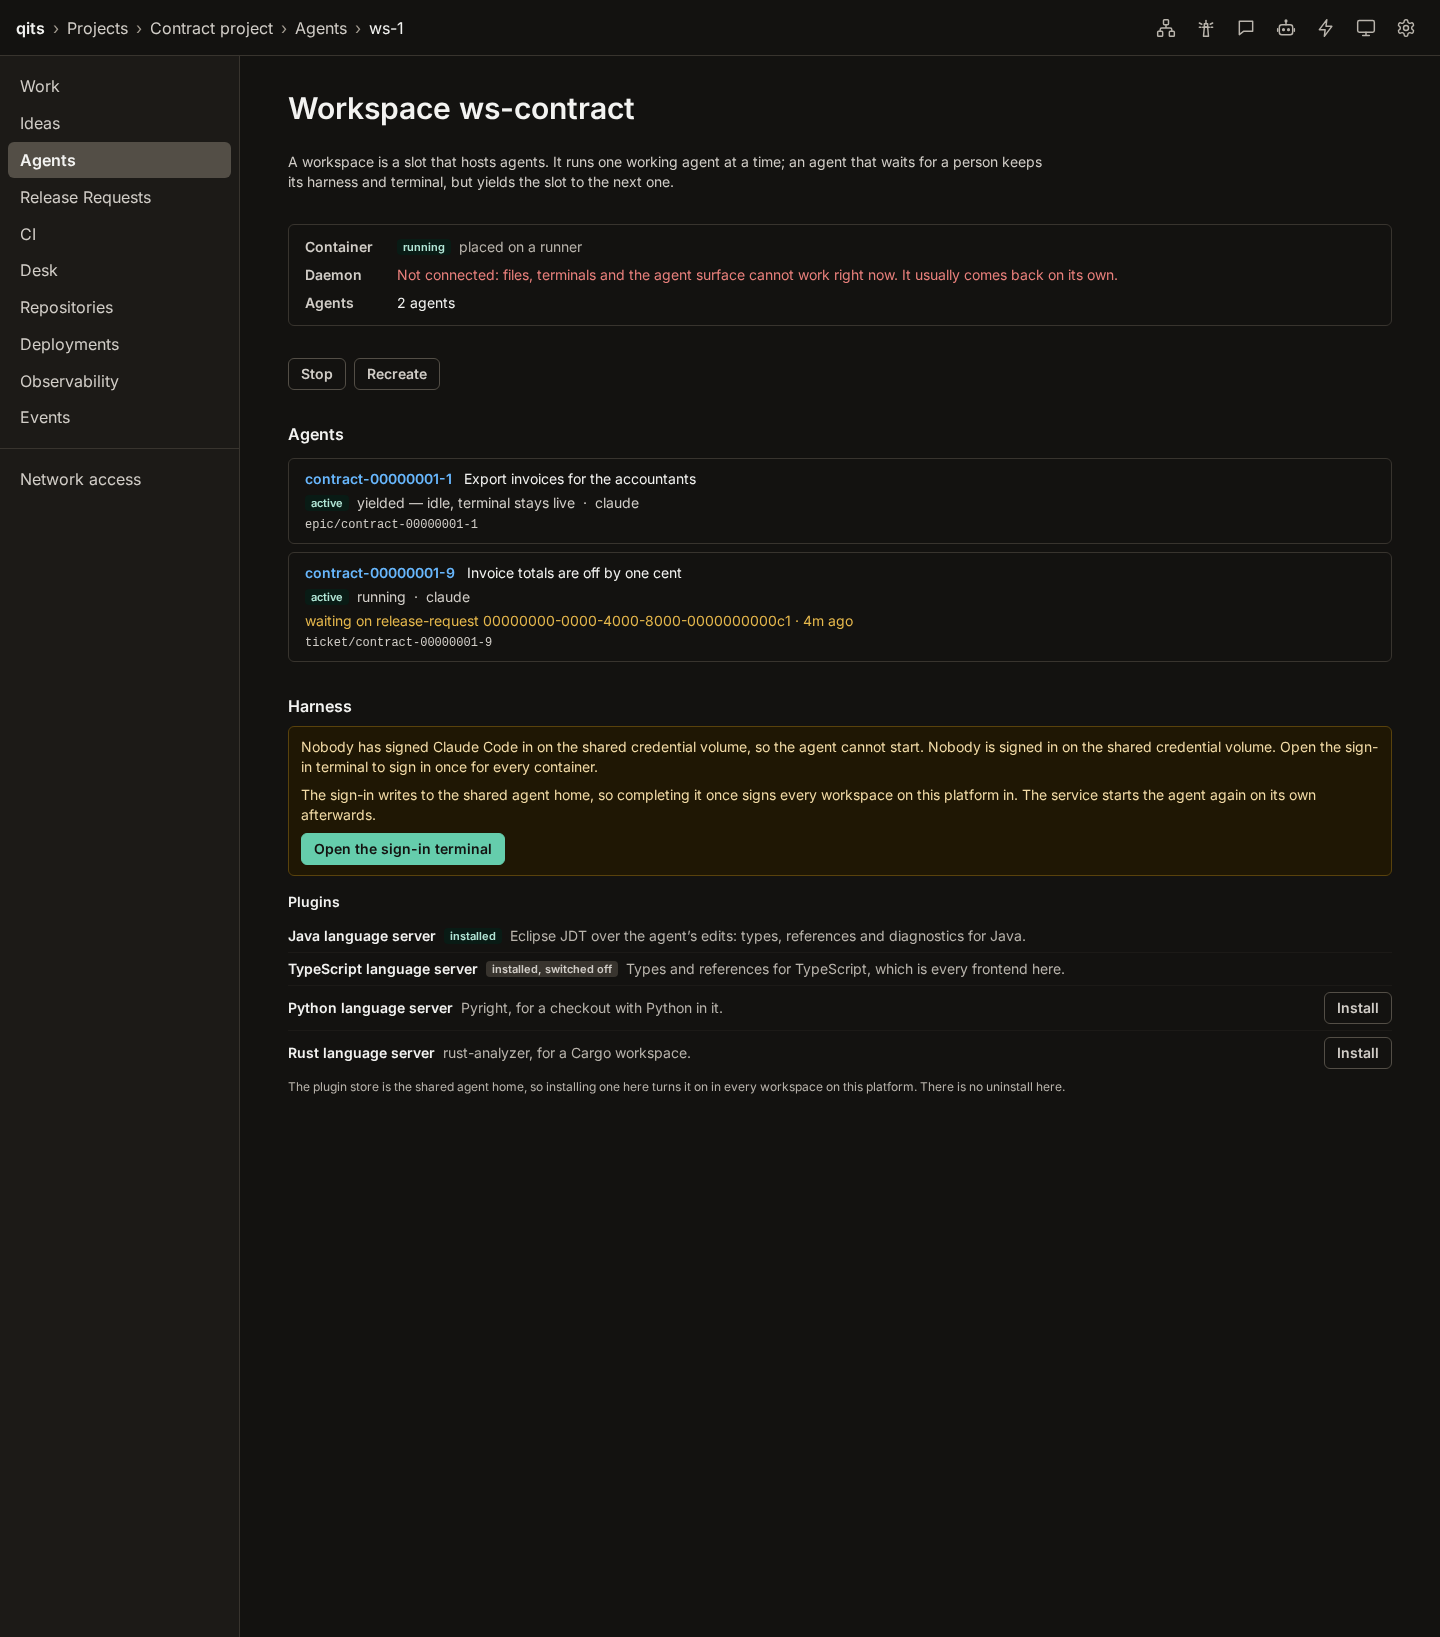 qits › Projects › Contract project › Agents › ws-1
Work
Ideas
Agents
Release Requests
CI
Desk
Repositories
Deployments
Observability
Events
Network access
Workspace ws-contract
A workspace is a slot that hosts agents. It runs one working agent at a time; an agent that waits for a person keeps
its harness and terminal, but yields the slot to the next one.
Container running placed on a runner
Daemon Not connected: files, terminals and the agent surface cannot work right now. It usually comes back on its own.
Agents 2 agents
Stop Recreate
Agents
contract-00000001-1 Export invoices for the accountants
active yielded — idle, terminal stays live · claude
epic/contract-00000001-1
contract-00000001-9 Invoice totals are off by one cent
active running · claude
waiting on release-request 00000000-0000-4000-8000-0000000000c1 · 4m ago
ticket/contract-00000001-9
Harness
Nobody has signed Claude Code in on the shared credential volume, so the agent cannot start. Nobody is signed in on the shared credential volume. Open the sign-
in terminal to sign in once for every container.
The sign-in writes to the shared agent home, so completing it once signs every workspace on this platform in. The service starts the agent again on its own
afterwards.
Open the sign-in terminal
Plugins
Java language server installed Eclipse JDT over the agent’s edits: types, references and diagnostics for Java.
TypeScript language server installed, switched off Types and references for TypeScript, which is every frontend here.
Python language server Pyright, for a checkout with Python in it. Install
Rust language server rust-analyzer, for a Cargo workspace. Install
The plugin store is the shared agent home, so installing one here turns it on in every workspace on this platform. There is no uninstall here.